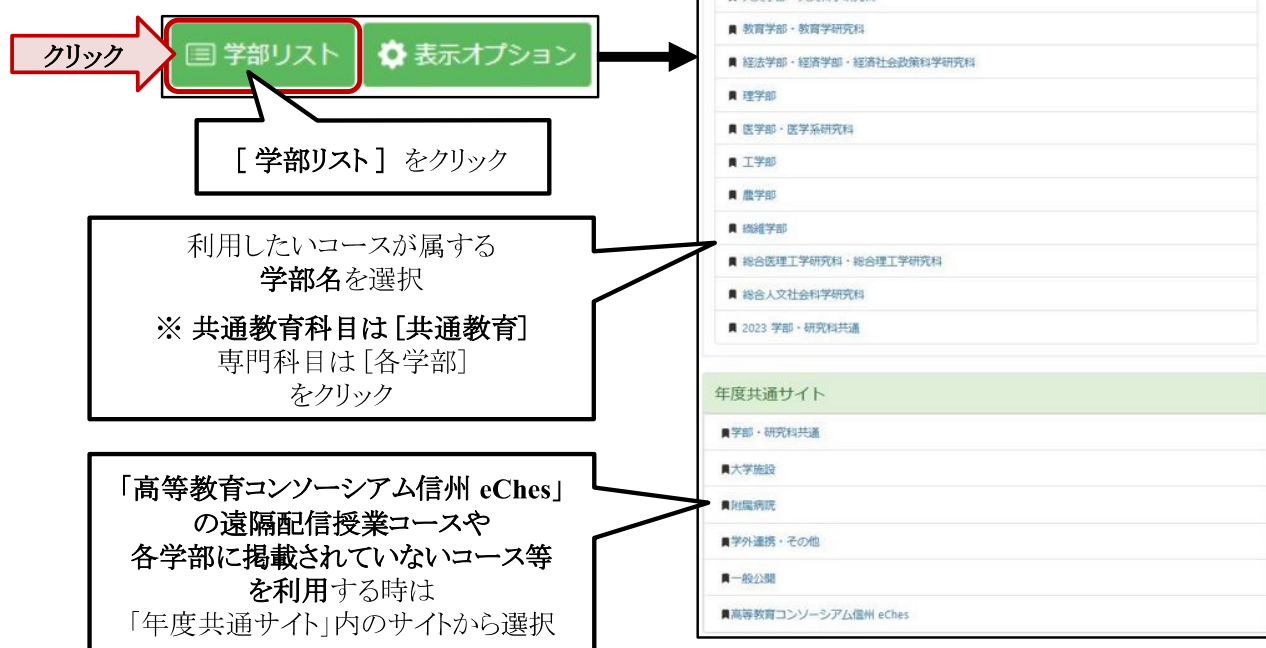 クリック
学部リスト
表示オプション
[ 学部リスト ] をクリック
利用したいコースが属する
学部名を選択
※ 共通教育科目は [共通教育]
専門科目は [各学部]
をクリック
「高等教育コンソーシアム信州 eChes」
の遠隔配信授業コースや
各学部に掲載されていないコース等
を利用する時は
「年度共通サイト」内のサイトから選択
教育学部・教育学研究科
経法学部・経済学部・経済社会政策科学研究科
理学部
医学部・医学系研究科
工学部
農学部
繊維学部
総合医理工学研究科・総合理工学研究科
総合人文社会科学研究科
2023 学部・研究科共通
年度共通サイト
学部・研究科共通
大学施設
附属病院
学外連携・その他
一般公開
高等教育コンソーシアム信州 eChes